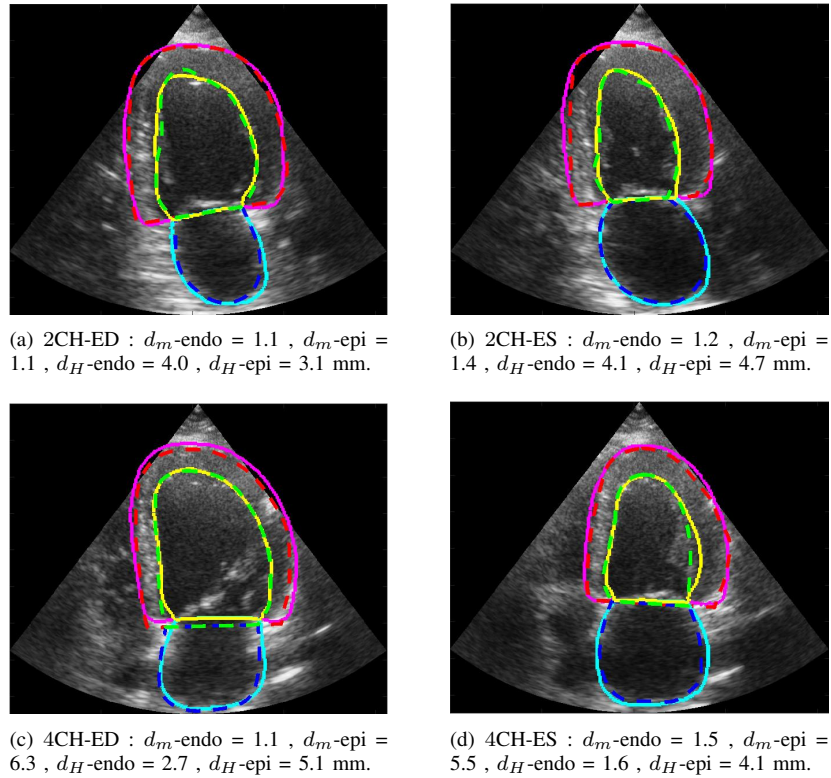 (a) 2CH-ED : d_m-endo = 1.1 , d_m-epi =
1.1 , d_H-endo = 4.0 , d_H-epi = 3.1 mm.
(b) 2CH-ES : d_m-endo = 1.2 , d_m-epi =
1.4 , d_H-endo = 4.1 , d_H-epi = 4.7 mm.
(c) 4CH-ED : d_m-endo = 1.1 , d_m-epi =
6.3 , d_H-endo = 2.7 , d_H-epi = 5.1 mm.
(d) 4CH-ES : d_m-endo = 1.5 , d_m-epi =
5.5 , d_H-endo = 1.6 , d_H-epi = 4.1 mm.